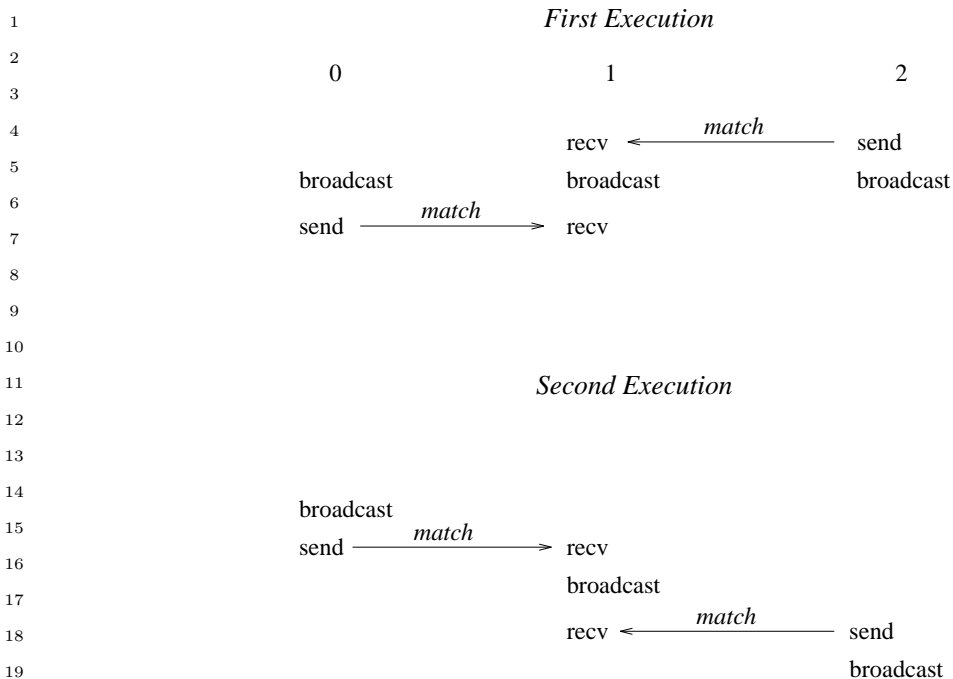 1
First Execution
2
0 1 2
3
4
match
recv send
5
broadcast broadcast broadcast
6
match
send recv
7
8
9
10
11
Second Execution
12
13
14
broadcast
15
match
send recv
16
broadcast
17
match
18
recv send
19
broadcast